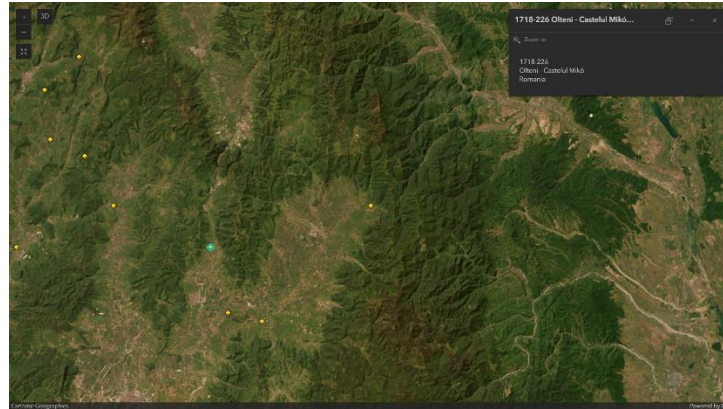 3D
1718-226 Olteni - Castelul Mikó...
Zoom to
1718-226
Olteni - Castelul Mikó
Romania
Earthstar Geographics
Powered by